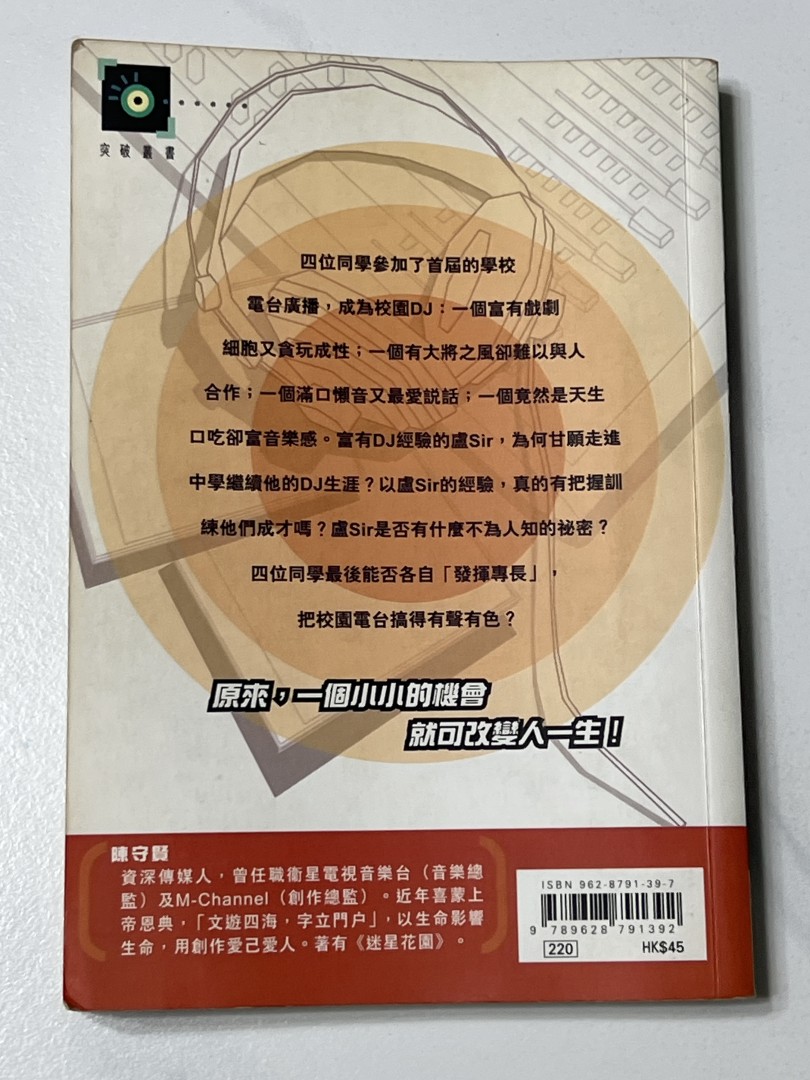 突破叢書
四位同學參加了首屆的學校
電台廣播，成為校園DJ：一個富有戲劇
細胞又貪玩成性；一個有大將之風卻難以與人
合作；一個滿口懶音又最愛説話；一個竟然是天生
口吃卻富音樂感。富有DJ經驗的盧Sir，為何甘願走進
中學繼續他的DJ生涯？以盧Sir的經驗，真的有把握訓
練他們成才嗎？盧Sir是否有什麼不為人知的祕密？
四位同學最後能否各自「發揮專長」，
把校園電台搞得有聲有色？
原來，一個小小的機會
就可改變人一生！
陳守賢
資深傳媒人，曾任職衞星電視音樂台（音樂總
監）及M-Channel（創作總監）。近年喜蒙上
帝恩典，「文遊四海，字立門户」，以生命影響
生命，用創作愛己愛人。著有《迷星花園》。
ISBN 962-8791-39-7
9 789628 791392
220 HK$45